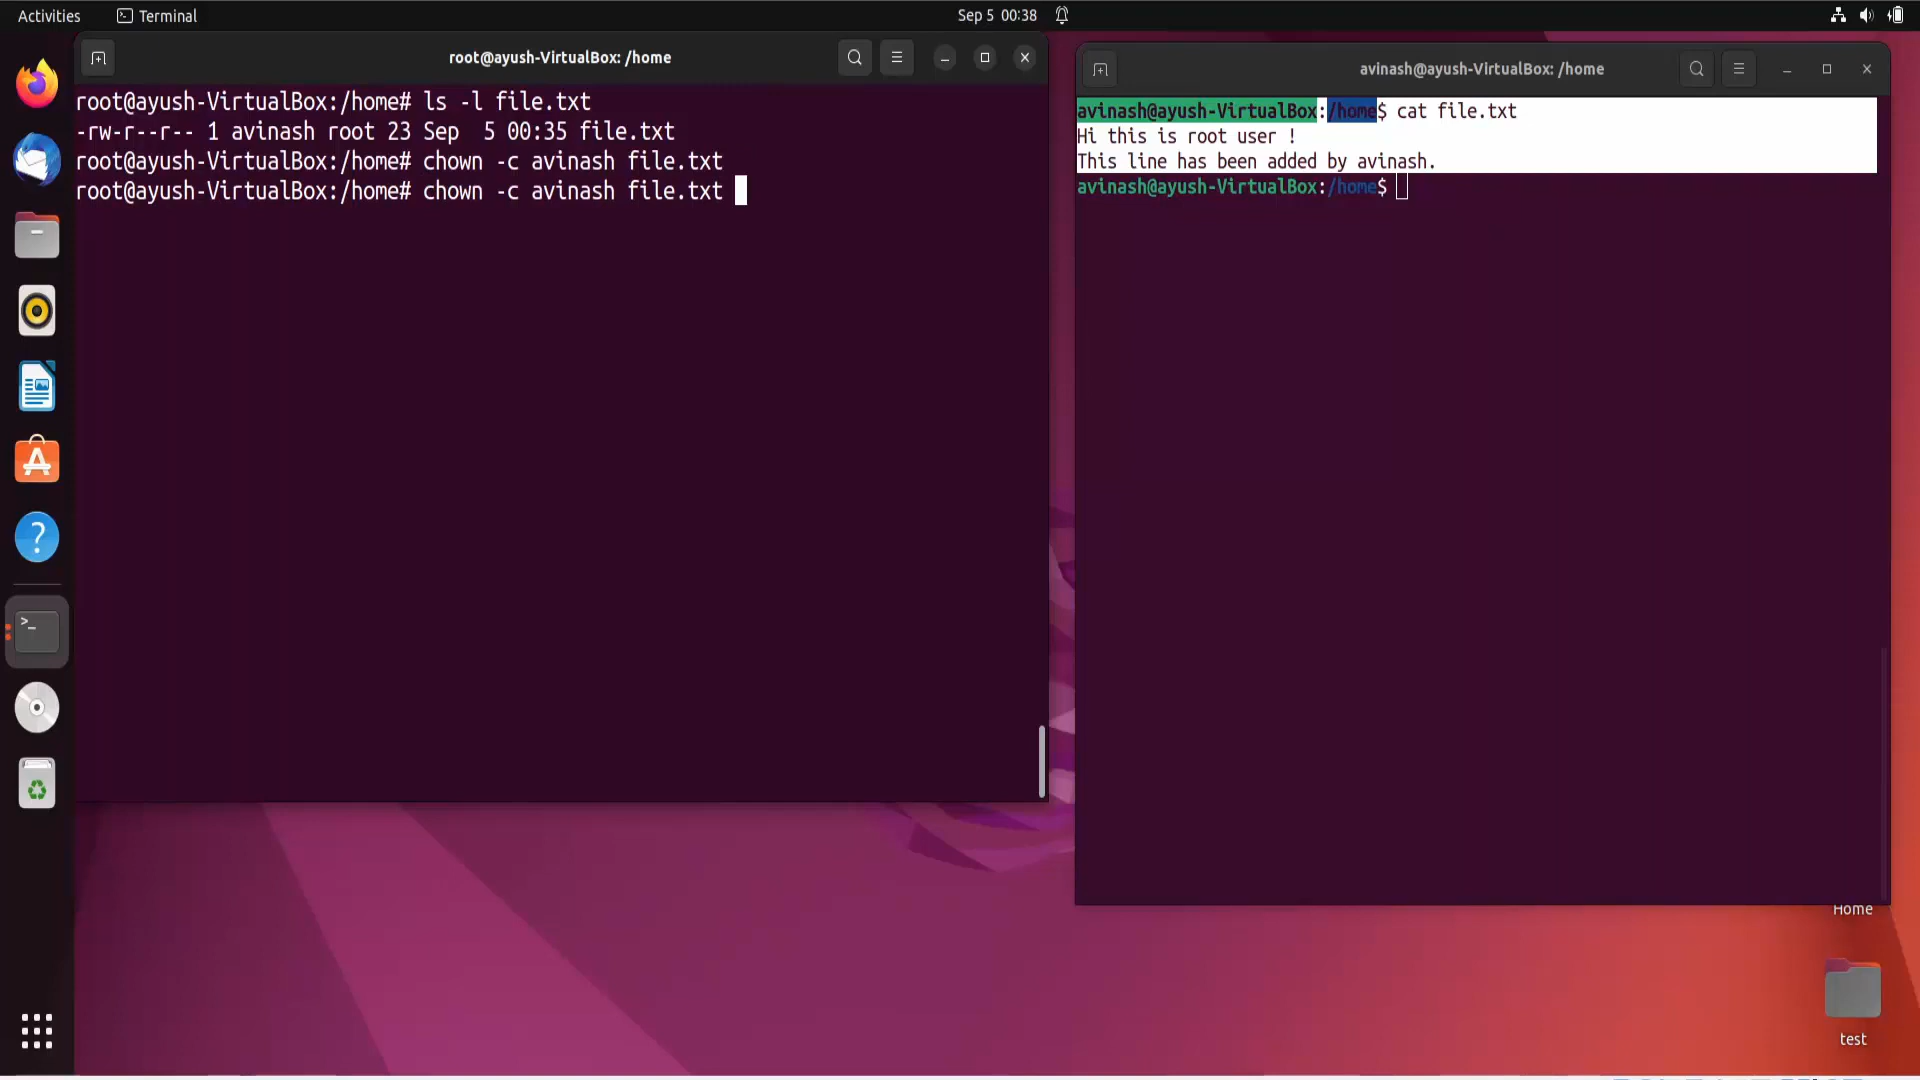 Activities
Terminal
Sep 5 00:38
root@ayush-VirtualBox: /home
root@ayush-VirtualBox:/home# ls -l file.txt
-rw-r--r-- 1 avinash root 23 Sep  5 00:35 file.txt
root@ayush-VirtualBox:/home# chown -c avinash file.txt
root@ayush-VirtualBox:/home# chown -c avinash file.txt
avinash@ayush-VirtualBox: /home
avinash@ayush-VirtualBox:/home$ cat file.txt
Hi this is root user !
This line has been added by avinash.
avinash@ayush-VirtualBox:/home$
Home
test